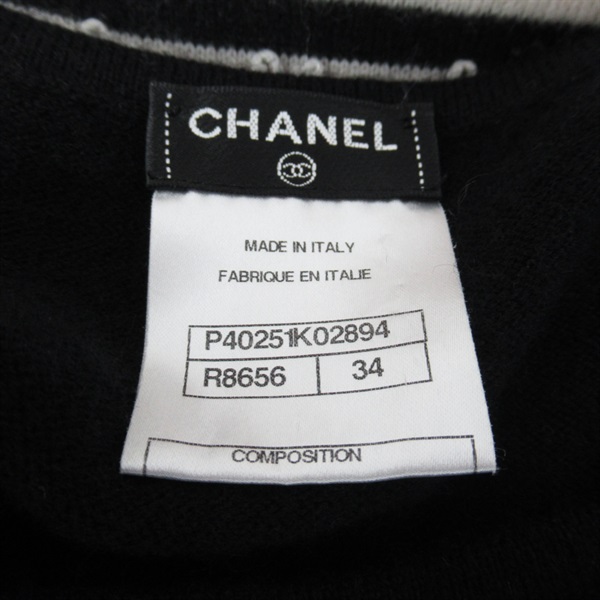 CHANEL
MADE IN ITALY
FABRIQUE EN ITALIE
P40251K02894
R8656 34
COMPOSITION